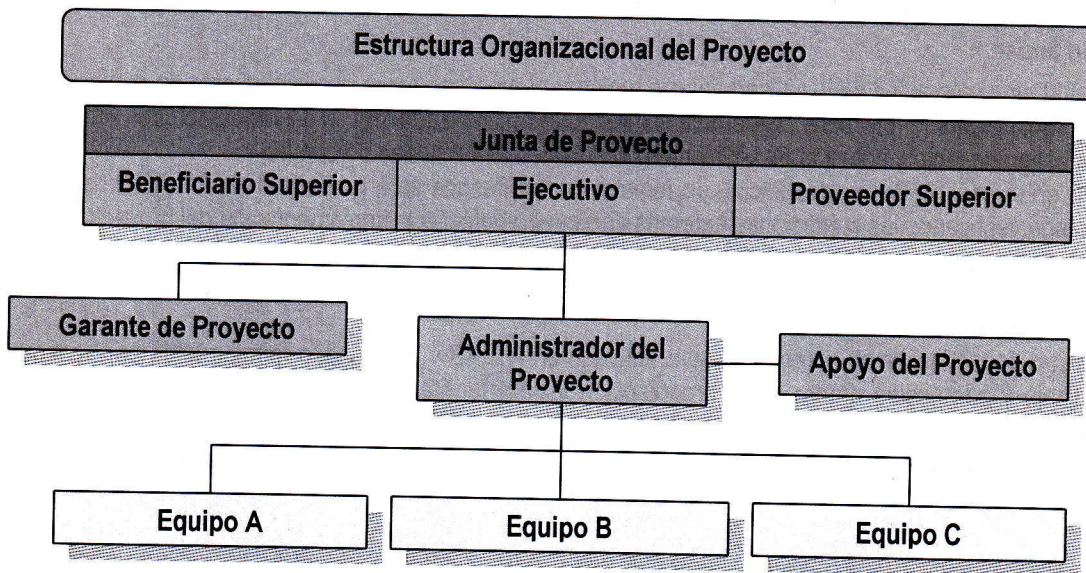 Estructura Organizacional del Proyecto
Junta de Proyecto
Beneficiario Superior
Ejecutivo
Proveedor Superior
Garante de Proyecto
Administrador del
Proyecto
Apoyo del Proyecto
Equipo A
Equipo B
Equipo C